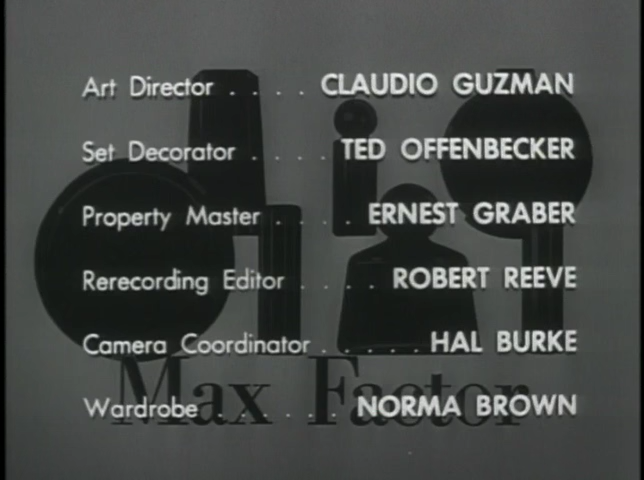 Art Director . . . . CLAUDIO GUZMAN
Set Decorator . . . . TED OFFENBECKER
Property Master . . . . ERNEST GRABER
Rerecording Editor . . . . ROBERT REEVE
Camera Coordinator . . . . . HAL BURKE
Max Factor
Wardrobe . . . . . . NORMA BROWN